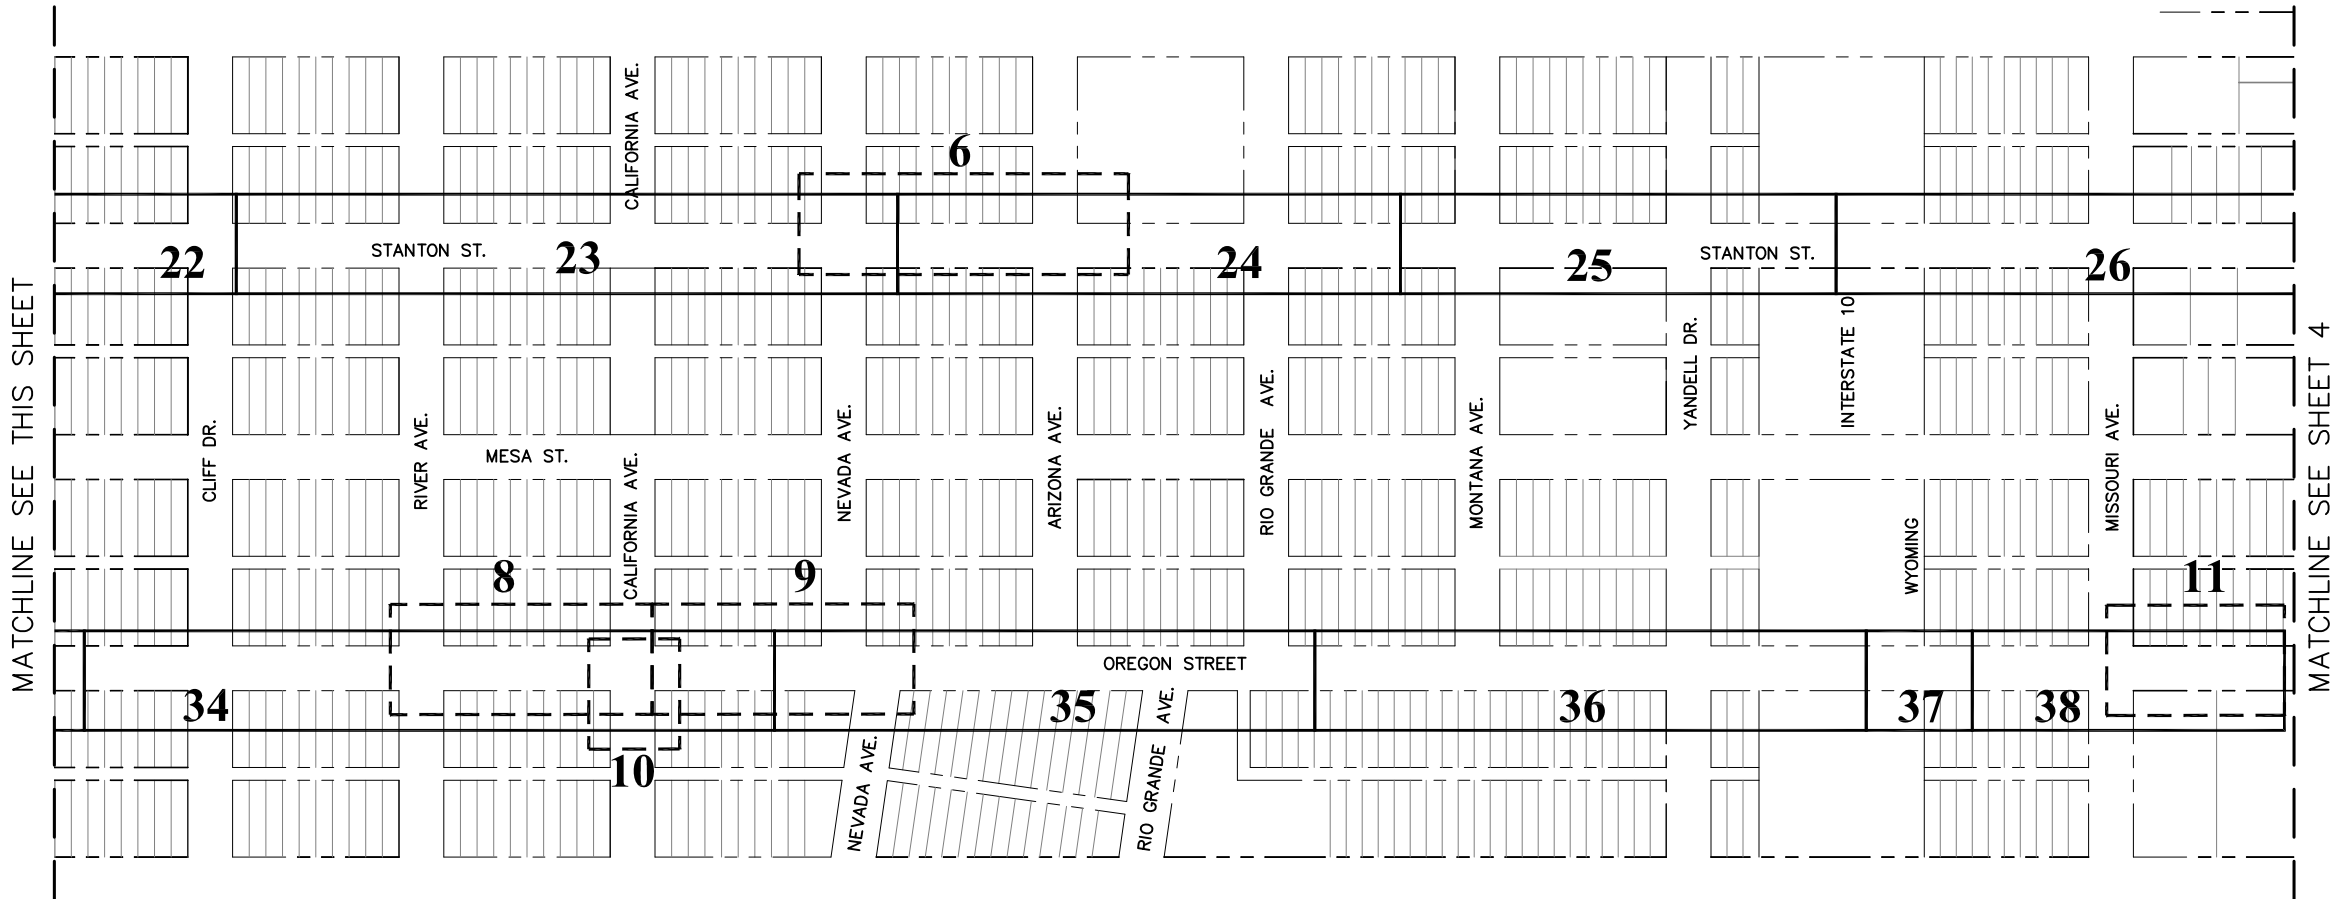 CALIFORNIA AVE.
6
22
STANTON ST.
23
24
25
STANTON ST.
26
MATCHLINE SEE THIS SHEET
CLIFF DR.
RIVER AVE.
MESA ST.
CALIFORNIA AVE.
NEVADA AVE.
ARIZONA AVE.
RIO GRANDE AVE.
MONTANA AVE.
YANDELL DR.
INTERSTATE 10
WYOMING
MISSOURI AVE.
MATCHLINE SEE SHEET 4
8
9
11
OREGON STREET
34
35
36
37
38
10
NEVADA AVE.
RIO GRANDE AVE.